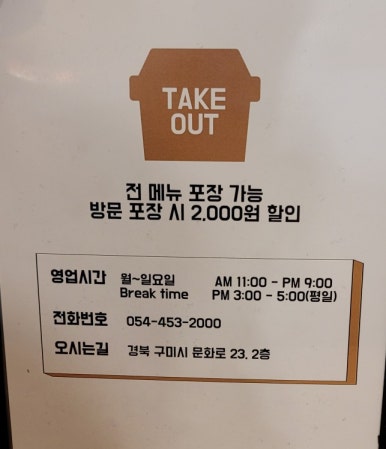 TAKE
OUT
전 메뉴 포장 가능
방문 포장 시 2,000원 할인
영업시간 월~일요일 AM 11:00 - PM 9:00
Break time PM 3:00 - 5:00(평일)
전화번호 054-453-2000
오시는길 경북 구미시 문화로 23, 2층